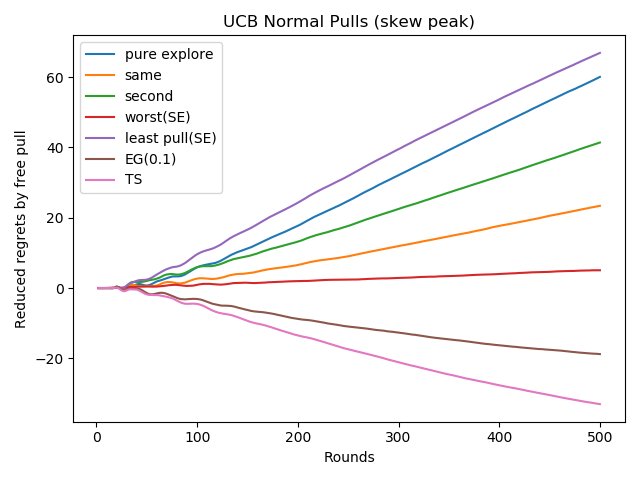 UCB Normal Pulls (skew peak)
pure explore
same
second
worst(SE)
least pull(SE)
EG(0.1)
TS
Reduced regrets by free pull
60
40
20
0
−20
0 100 200 300 400 500
Rounds